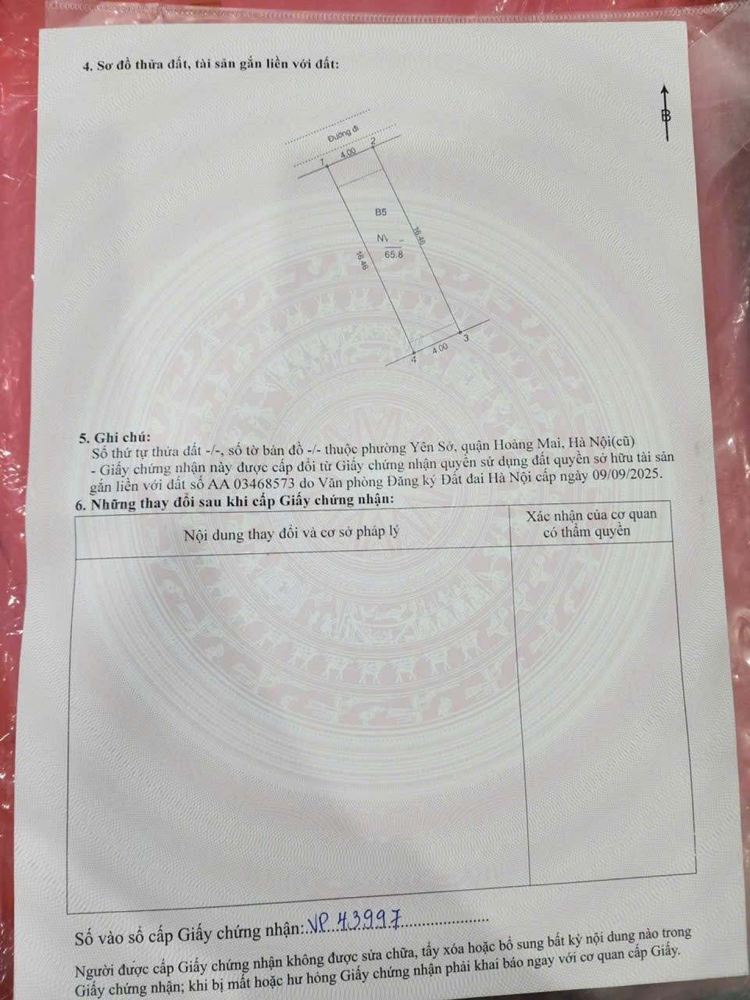 4. Sơ đồ thửa đất, tài sản gắn liền với đất:
B
Đường đi
1
4.00
2
B5
16.46
65.8
16.46
3
4.00
4
5. Ghi chú:
Số thứ tự thửa đất -/-, số tờ bản đồ -/- thuộc phường Yên Sở, quận Hoàng Mai, Hà Nội(cũ)
- Giấy chứng nhận này được cấp đổi từ Giấy chứng nhận quyền sử dụng đất quyền sở hữu tài sản
gắn liền với đất số AA 03468573 do Văn phòng Đăng ký Đất đai Hà Nội cấp ngày 09/09/2025.
6. Những thay đổi sau khi cấp Giấy chứng nhận:
Nội dung thay đổi và cơ sở pháp lý
Xác nhận của cơ quan
có thẩm quyền
Số vào sổ cấp Giấy chứng nhận: VP 43997
Người được cấp Giấy chứng nhận không được sửa chữa, tẩy xóa hoặc bổ sung bất kỳ nội dung nào trong
Giấy chứng nhận; khi bị mất hoặc hư hỏng Giấy chứng nhận phải khai báo ngay với cơ quan cấp Giấy.